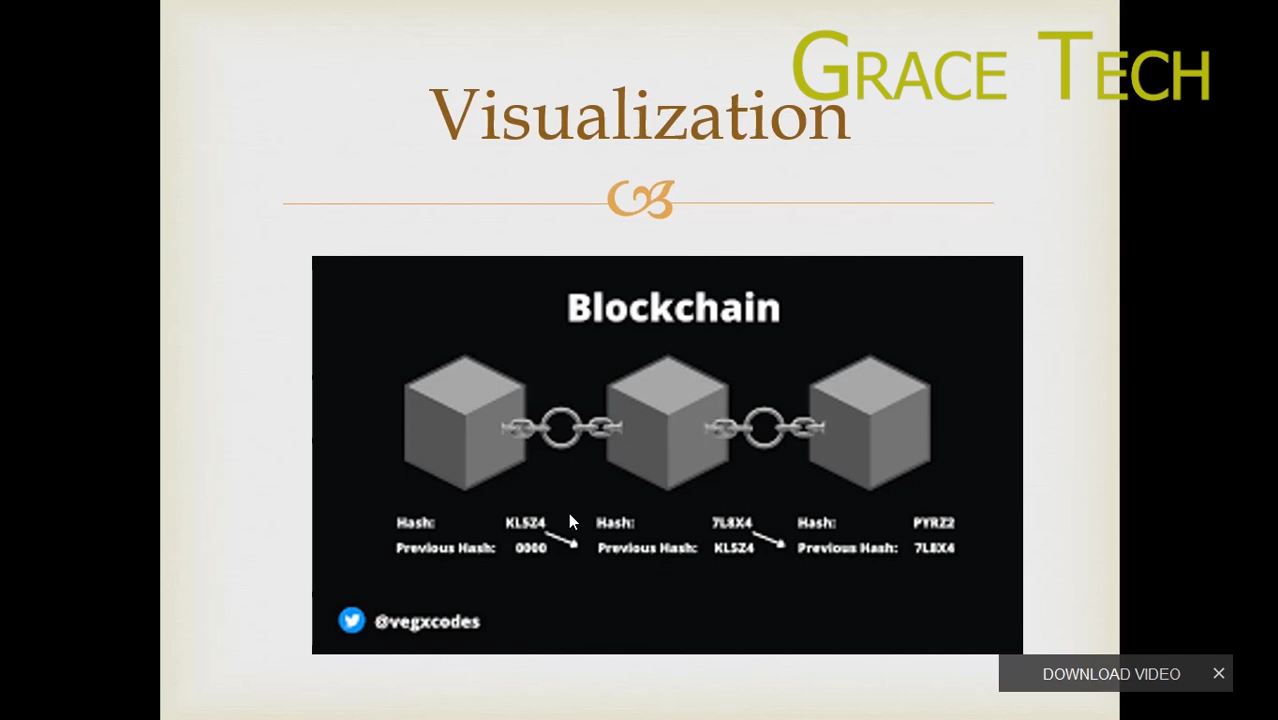 GRACE TECH
Visualization
Blockchain
Hash: KL5Z4 Hash: 7L8X4 Hash: PYRZ2
Previous Hash: 0000 Previous Hash: KL5Z4 Previous Hash: 7L8X4
@vegxcodes
DOWNLOAD VIDEO